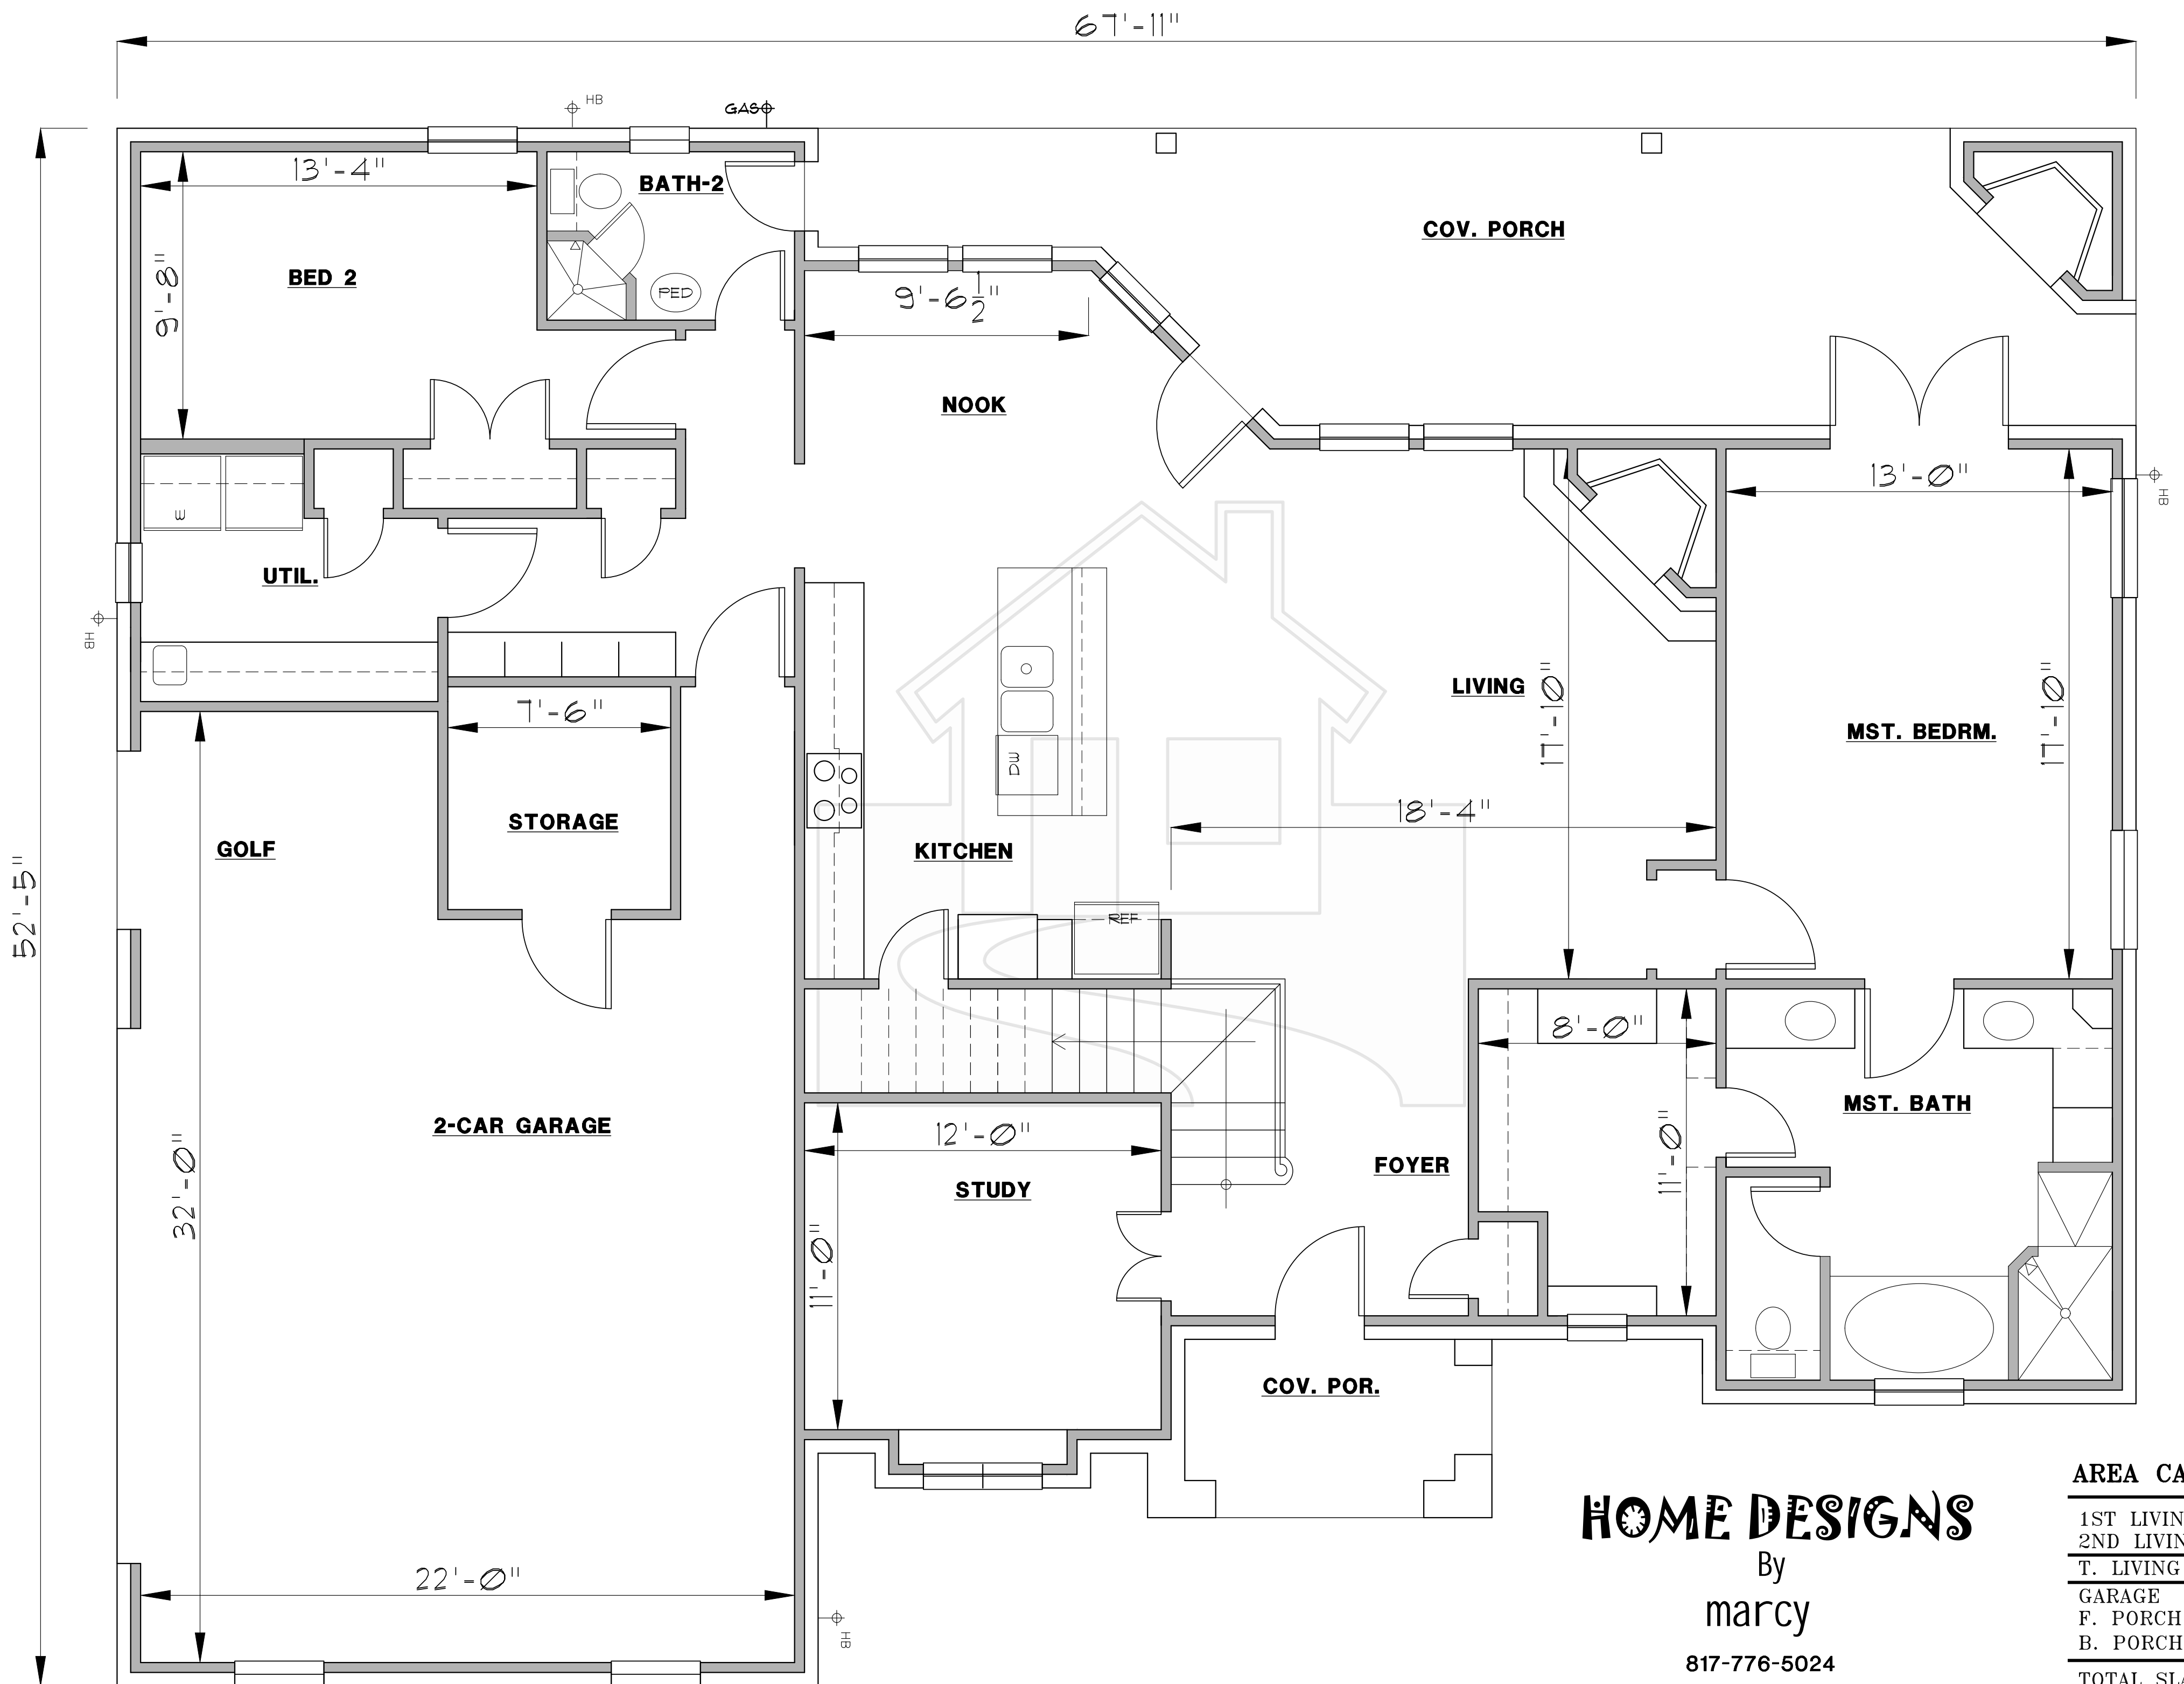 67'-11"
HB
GAS
13'-4"
BATH-2
COV. PORCH
9'-8"
BED 2
PED
9'-6 1/2"
NOOK
13'-0"
HB
W
UTIL.
HB
LIVING
17'-10"
MST. BEDRM.
17'-10"
7'-6"
DW
STORAGE
18'-4"
GOLF
KITCHEN
REF
52'-5"
8'-0"
2-CAR GARAGE
12'-0"
MST. BATH
11'-0"
FOYER
STUDY
32'-0"
11'-0"
COV. POR.
22'-0"
HB
HOME DESIGNS
By
marcy
817-776-5024
AREA CA
1ST LIVIN
2ND LIVIN
T. LIVING
GARAGE
F. PORCH
B. PORCH
TOTAL SLA